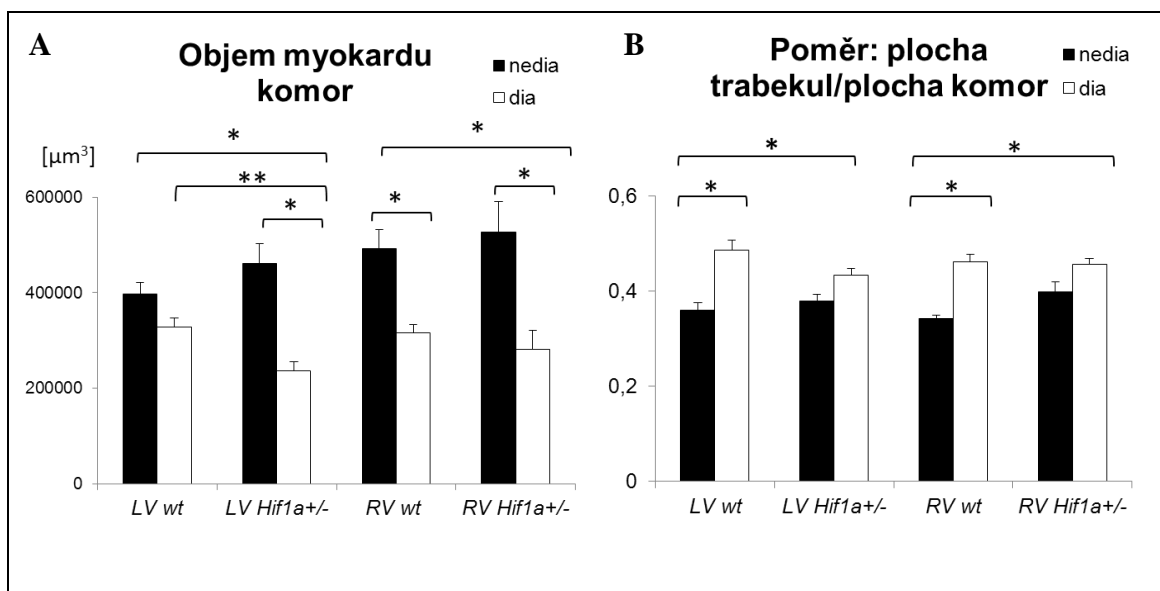 A
Objem myokardu
komor
nedia
dia
*
*
[µm³]
**
*
*
*
600000
400000
200000
0
LV wt
LV Hif1a+/-
RV wt
RV Hif1a+/-
B
Poměr: plocha
trabekul/plocha komor
nedia
dia
*
*
*
*
0,6
0,4
0,2
0
LV wt
LV Hif1a+/-
RV wt
RV Hif1a+/-